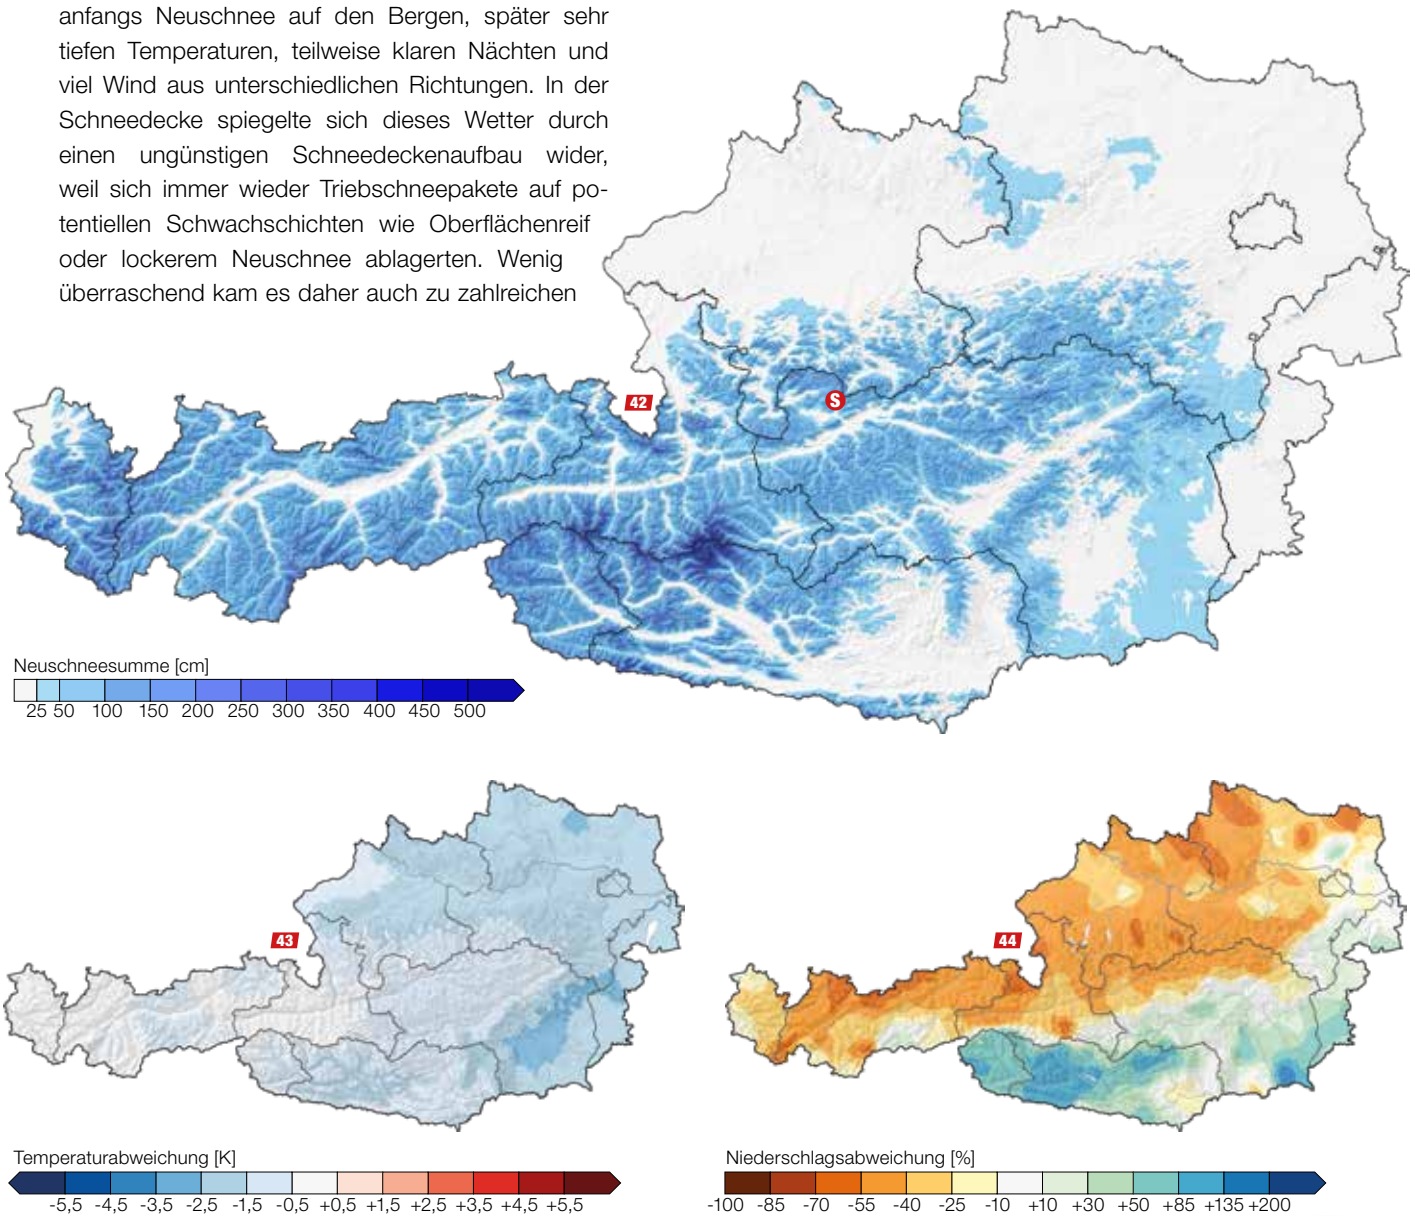 anfangs Neuschnee auf den Bergen, später sehr
tiefen Temperaturen, teilweise klaren Nächten und
viel Wind aus unterschiedlichen Richtungen. In der
Schneedecke spiegelte sich dieses Wetter durch
einen ungünstigen Schneedeckenaufbau wider,
weil sich immer wieder Triebschneepakete auf po-
tentiellen Schwachschichten wie Oberflächenreif
oder lockerem Neuschnee ablagerten. Wenig
überraschend kam es daher auch zu zahlreichen
42
S
Neuschneesumme [cm]
25 50 100 150 200 250 300 350 400 450 500
43
Temperaturabweichung [K]
-5,5 -4,5 -3,5 -2,5 -1,5 -0,5 +0,5 +1,5 +2,5 +3,5 +4,5 +5,5
44
Niederschlagsabweichung [%]
-100 -85 -70 -55 -40 -25 -10 +10 +30 +50 +85 +135 +200